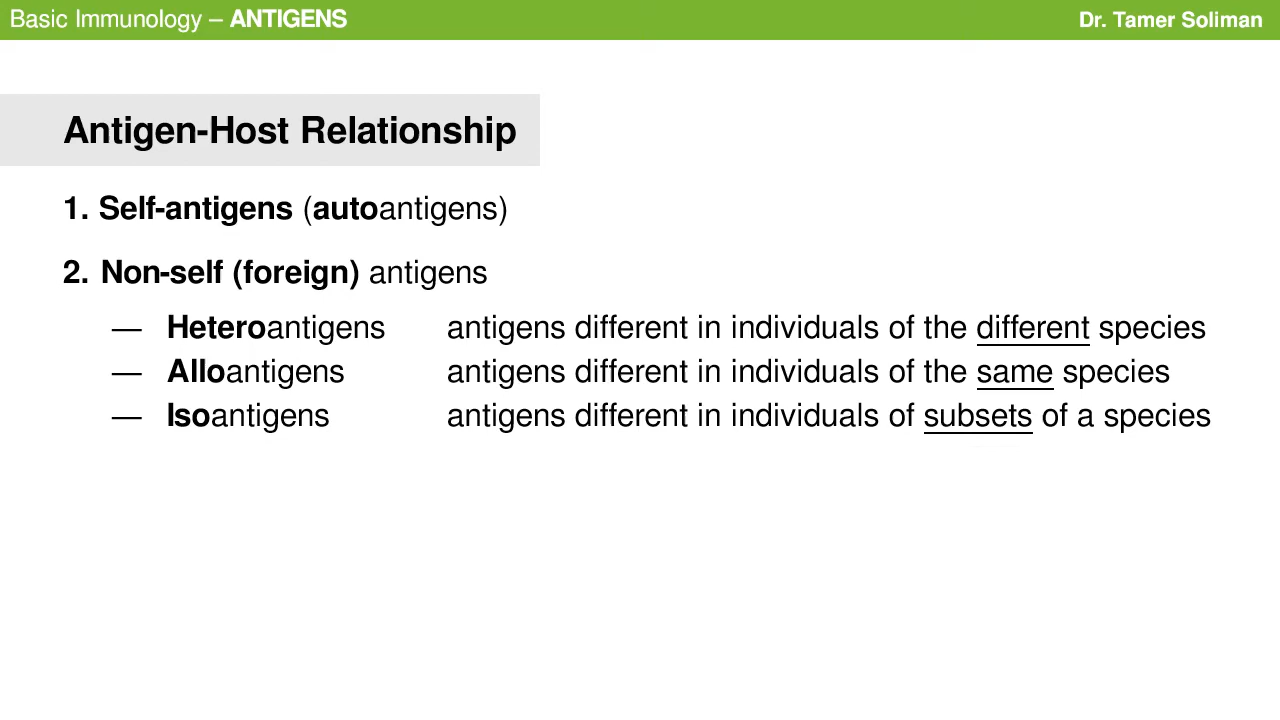 Basic Immunology – ANTIGENS
Dr. Tamer Soliman
Antigen-Host Relationship
1. Self-antigens (autoantigens)
2. Non-self (foreign) antigens
— Heteroantigens antigens different in individuals of the different species
— Alloantigens antigens different in individuals of the same species
— Isoantigens antigens different in individuals of subsets of a species